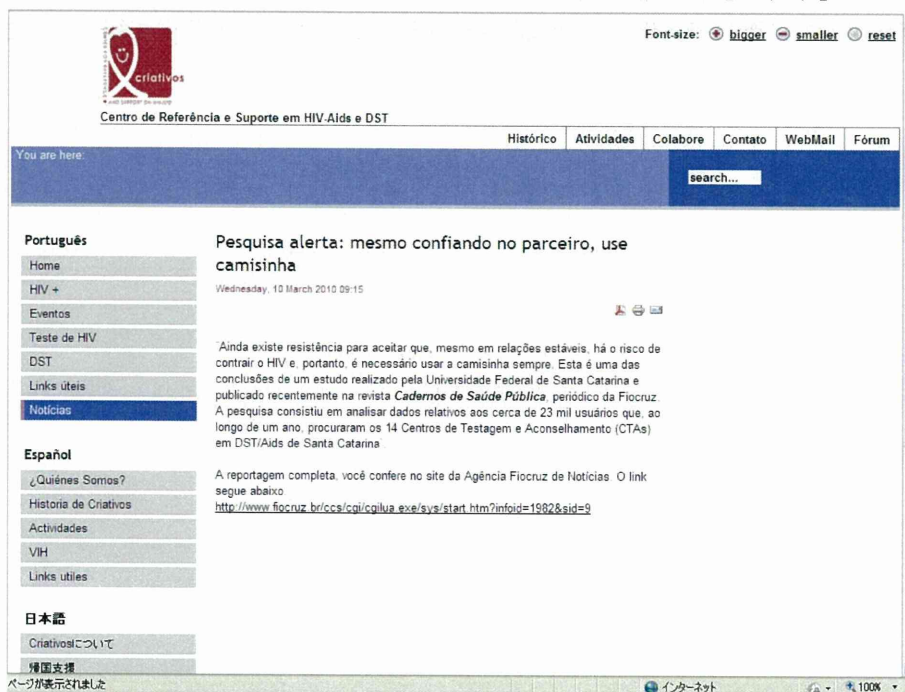 Font-size: bigger smaller reset
criativos
Centro de Referência e Suporte em HIV-Aids e DST
Histórico Atividades Colabore Contato WebMail Fórum
You are here:
search...
Português
Home
HIV +
Eventos
Teste de HIV
DST
Links úteis
Notícias
Español
¿Quiénes Somos?
Historia de Criativos
Actividades
VIH
Links utiles
日本語
Criativosについて
帰国支援
Pesquisa alerta: mesmo confiando no parceiro, use
camisinha
Wednesday, 10 March 2010 09:15
¨Ainda existe resistência para aceitar que, mesmo em relações estáveis, há o risco de
contrair o HIV e, portanto, é necessário usar a camisinha sempre. Esta é uma das
conclusões de um estudo realizado pela Universidade Federal de Santa Catarina e
publicado recentemente na revista Cadernos de Saúde Pública, periódico da Fiocruz.
A pesquisa consistiu em analisar dados relativos aos cerca de 23 mil usuários que, ao
longo de um ano, procuraram os 14 Centros de Testagem e Aconselhamento (CTAs)
em DST/Aids de Santa Catarina¨.
A reportagem completa, você confere no site da Agência Fiocruz de Notícias. O link
segue abaixo
http://www.fiocruz.br/ccs/cgi/cgilua.exe/sys/start.htm?infoid=1982&sid=9
ページが表示されました インターネット 100%